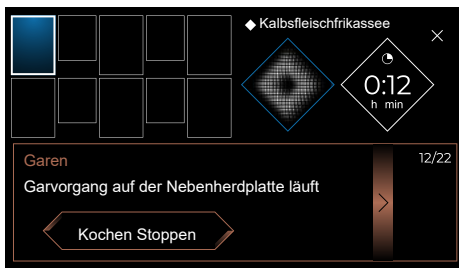 Kalbsfleischfrikassee
0:12
h min
Garen
12/22
Garvorgang auf der Nebenherdplatte läuft
Kochen Stoppen